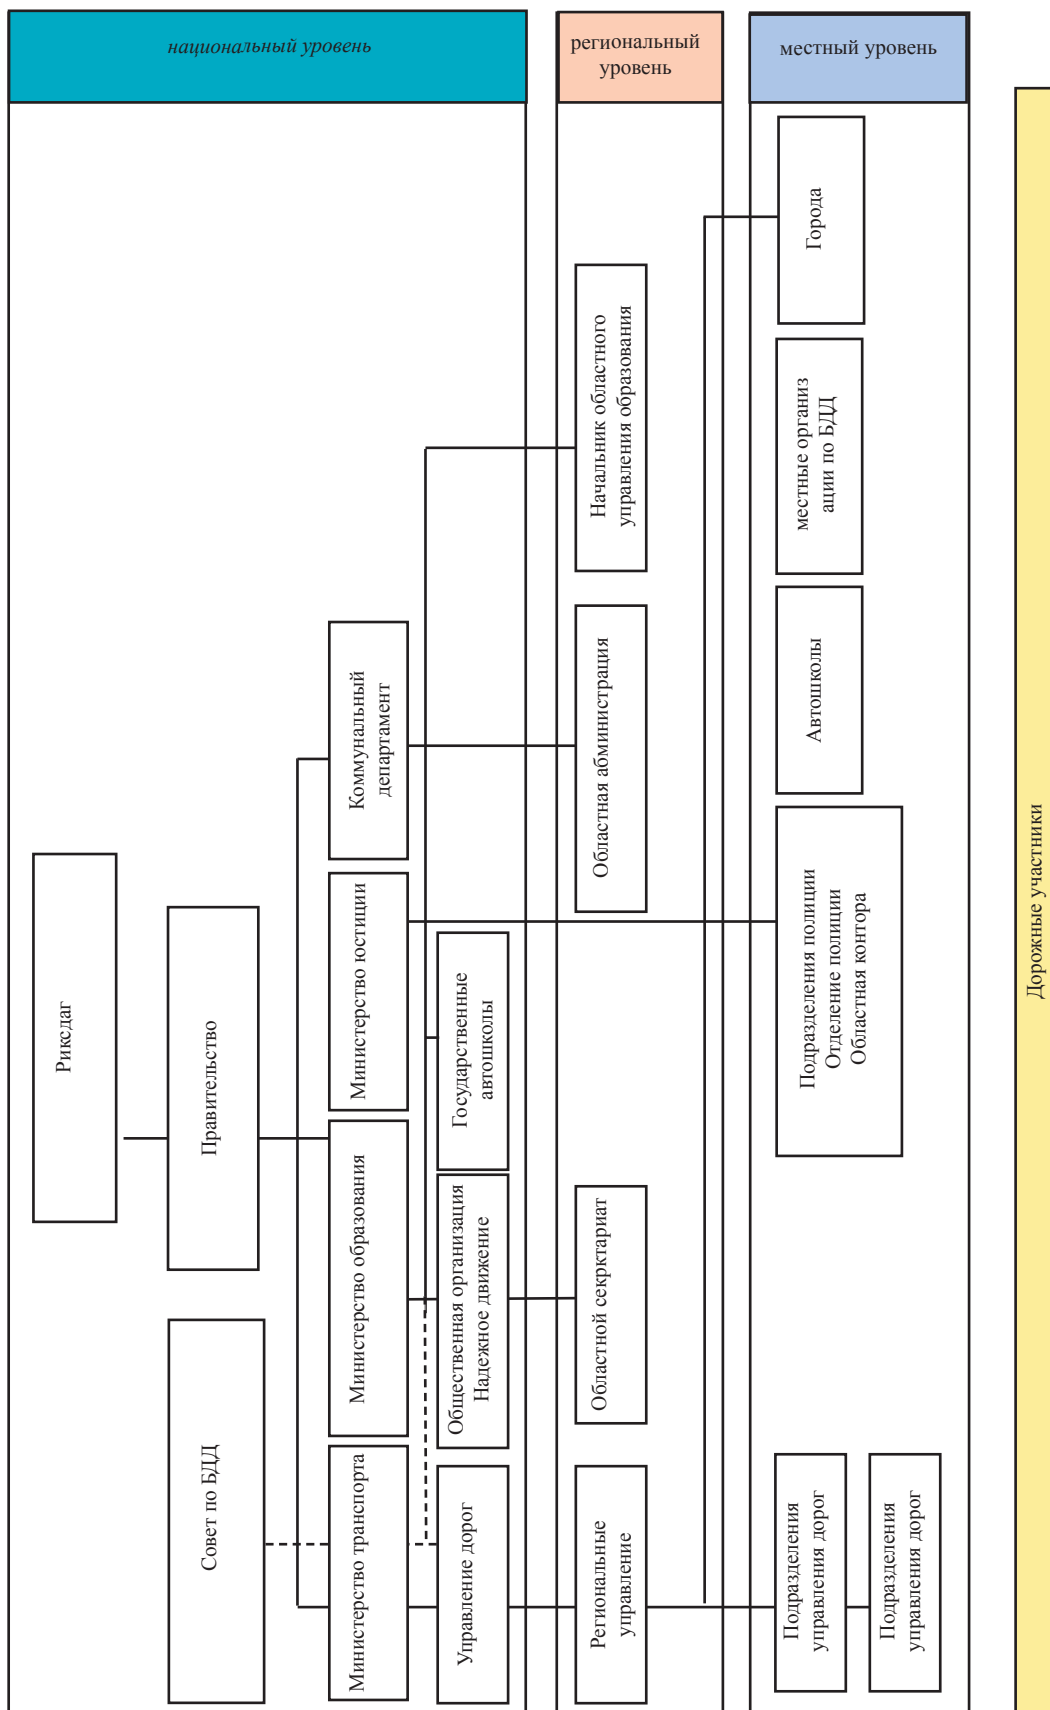 национальный уровень
региональный
уровень
местный уровень
Риксдаг
Совет по БДД
Правительство
Министерство транспорта
Министерство образования
Министерство юстиции
Коммунальный
департамент
Управление дорог
Общественная организация
Надежное движение
Государственные
автошколы
Региональные
управление
Областной секрктариат
Областная абминистрация
Начальник областного
управления образования
Подразделения
управления дорог
Подразделения
управления дорог
Подразделения полиции
Отделение полиции
Областная контора
Автошколы
местные организ
ации по БДД
Города
Дорожные участники